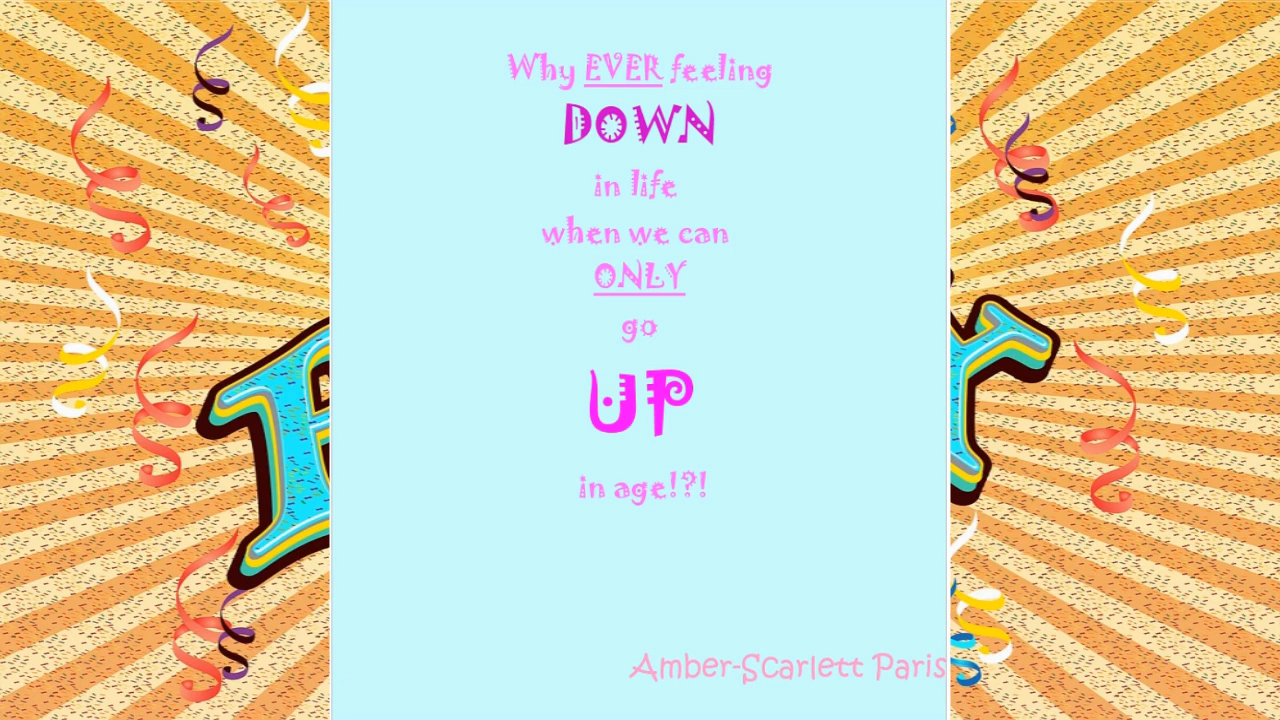 Why EVER feeling
DOWN
in life
when we can
ONLY
go
UP
in age!?!
Amber-Scarlett Paris